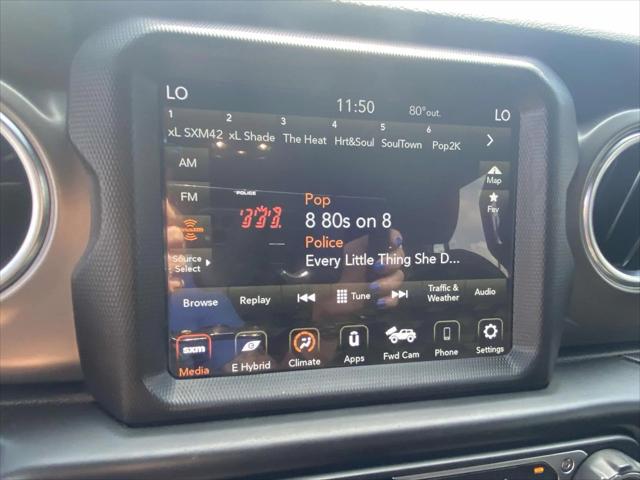 LO
11:50
80° out.
LO
1 2 3 4 5 6
xL SXM42 xL Shade The Heat Hrt&Soul SoulTown Pop2K
AM
Map
FM
Fav
POLICE
Pop
8 80s on 8
Police
Every Little Thing She D...
Source
Select
Browse
Replay
Tune
Traffic &
Weather
Audio
sxm
Media
E Hybrid
Climate
Apps
Fwd Cam
Phone
Settings